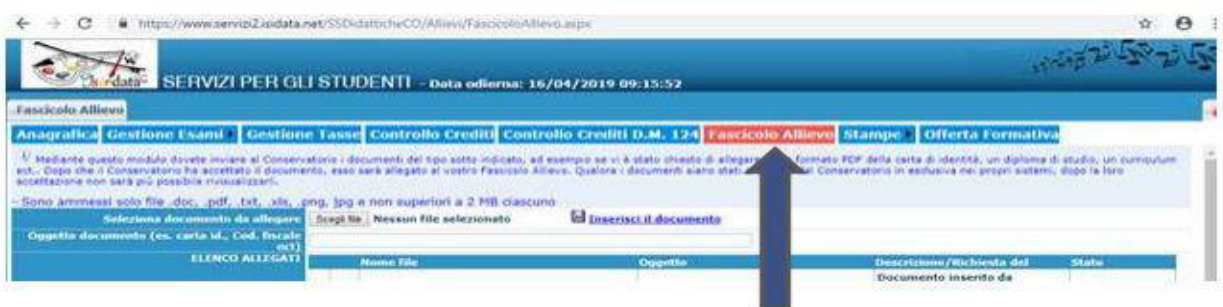 https://www.servizi2.isidata.net/SSDidatticheCO/Allievi/FascicoloAllievo.aspx
SERVIZI PER GLI STUDENTI - Data odierna: 16/04/2019 09:15:52
Fascicolo Allievo
Anagrafica Gestione Esami Gestione Tasse Controllo Crediti Controllo Crediti D.M. 124 Fascicolo Allievo Stampe Offerta Formativa
Mediante questo modulo dovete inviare al Conservatorio i documenti del tipo sotto indicato, ad esempio se vi è stato chiesto di allegare formato PDF della carta di identità, un diploma di studio, un curriculum
ect.. Dopo che il Conservatorio ha accettato il documento, esso sarà allegato al vostro Fascicolo Allievo. Qualora i documenti siano stati Conservatorio in esclusiva nei propri sistemi, dopo la loro
accettazione non sarà più possibile rivisualizzarli.
- Sono ammessi solo file .doc, .pdf, .txt, .xls, .png, jpg e non superiori a 2 MB ciascuno
Seleziona documento da allegare Scegli file Nessun file selezionato Inserisci il documento
Oggetto documento (es. carta id., Cod. fiscale
ect)
ELENCO ALLEGATI Nome file Oggetto Descrizione/Richiesta del Stato
Documento inserito da